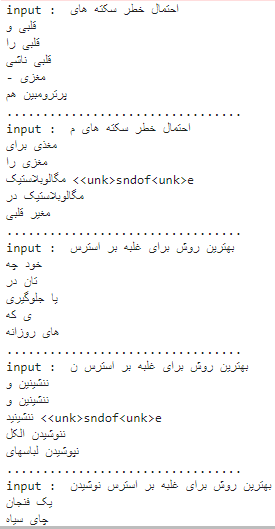 input :  احتمال خطر سکته های
قلبی و
قلبی را
قلبی ناشی
مغزی -
پرترومبین هم
..................................
input :  احتمال خطر سکته های م
مغذی برای
مغزی را
مگالوبلاستیک <<unk>sndof<unk>e
مگالوبلاستیک در
مغیر قلبی
..................................
input :  بهترین روش برای غلبه بر استرس
خود چه
تان در
یا جلوگیری
ی که
های روزانه
..................................
input :  بهترین روش برای غلبه بر استرس ن
ننشینین و
ننشینین و
ننشینید <<unk>sndof<unk>e
ننوشیدن الکل
نپوشیدن لباسهای
..................................
input :  بهترین روش برای غلبه بر استرس نوشیدن
یک فنجان
چای سیاه